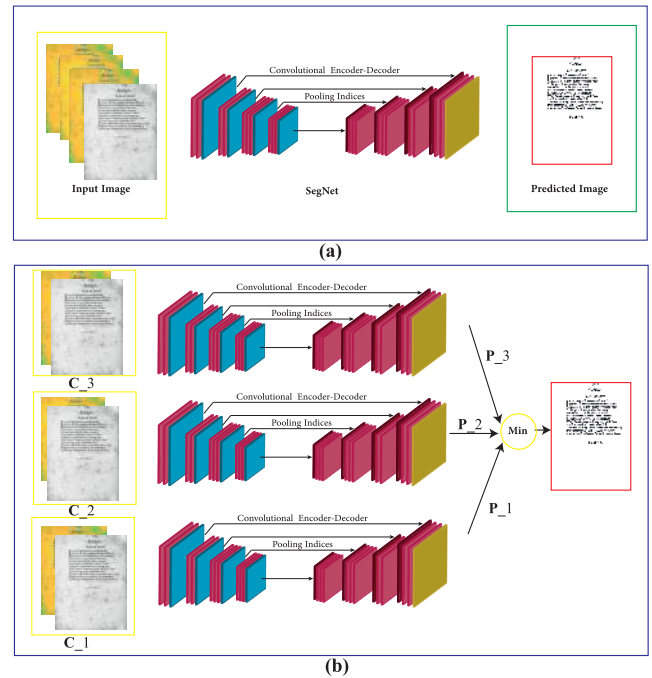 Convolutional Encoder-Decoder
Pooling Indices
Input Image
SegNet
Predicted Image
(a)
Convolutional Encoder-Decoder
Pooling Indices
C_3
P_3
Convolutional Encoder-Decoder
Pooling Indices
C_2
P_2
Min
P_1
Convolutional Encoder-Decoder
Pooling Indices
C_1
(b)